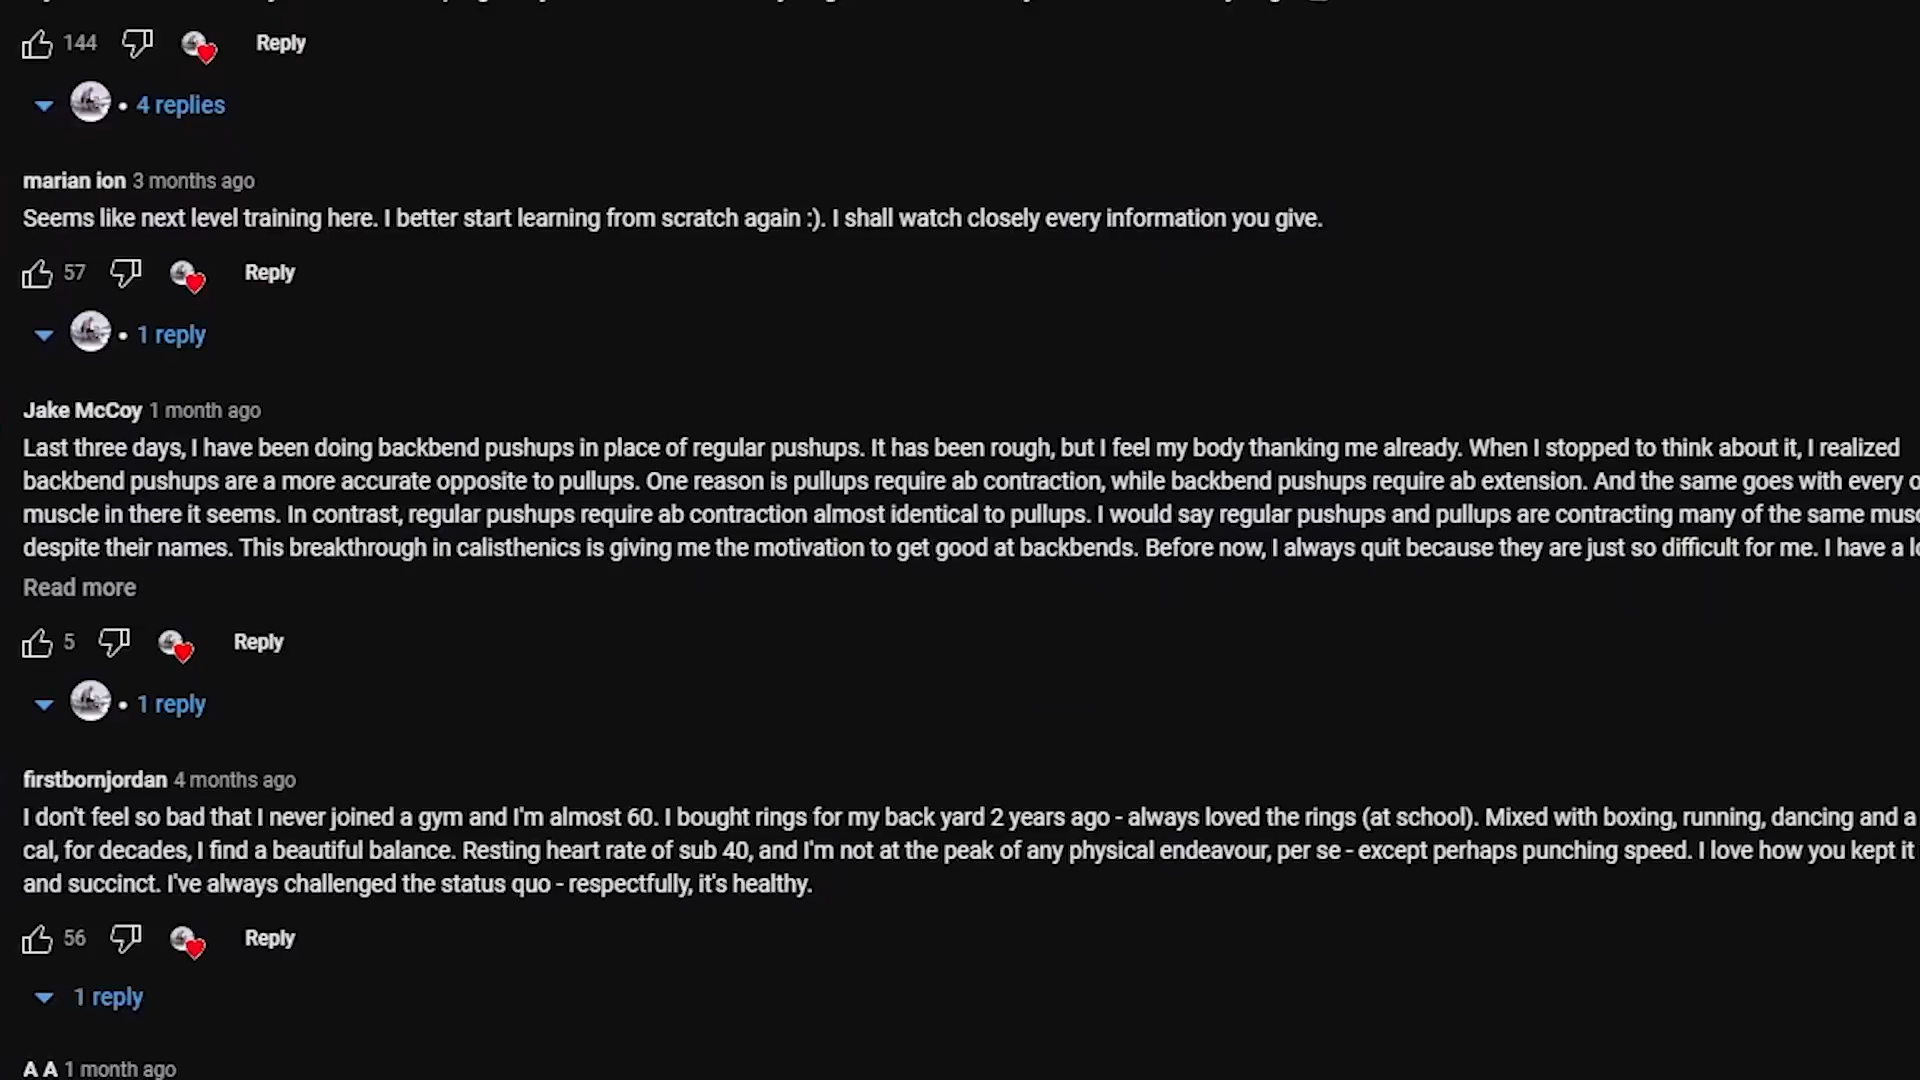 144 Reply
• 4 replies
marian ion 3 months ago
Seems like next level training here. I better start learning from scratch again :). I shall watch closely every information you give.
57 Reply
• 1 reply
Jake McCoy 1 month ago
Last three days, I have been doing backbend pushups in place of regular pushups. It has been rough, but I feel my body thanking me already. When I stopped to think about it, I realized
backbend pushups are a more accurate opposite to pullups. One reason is pullups require ab contraction, while backbend pushups require ab extension. And the same goes with every
muscle in there it seems. In contrast, regular pushups require ab contraction almost identical to pullups. I would say regular pushups and pullups are contracting many of the same
despite their names. This breakthrough in calisthenics is giving me the motivation to get good at backbends. Before now, I always quit because they are just so difficult for me. I have a
Read more
5 Reply
• 1 reply
firstbornjordan 4 months ago
I don't feel so bad that I never joined a gym and I'm almost 60. I bought rings for my back yard 2 years ago - always loved the rings (at school). Mixed with boxing, running, dancing and a
cal, for decades, I find a beautiful balance. Resting heart rate of sub 40, and I'm not at the peak of any physical endeavour, per se - except perhaps punching speed. I love how you kept it
and succinct. I've always challenged the status quo - respectfully, it's healthy.
56 Reply
1 reply
A A 1 month ago